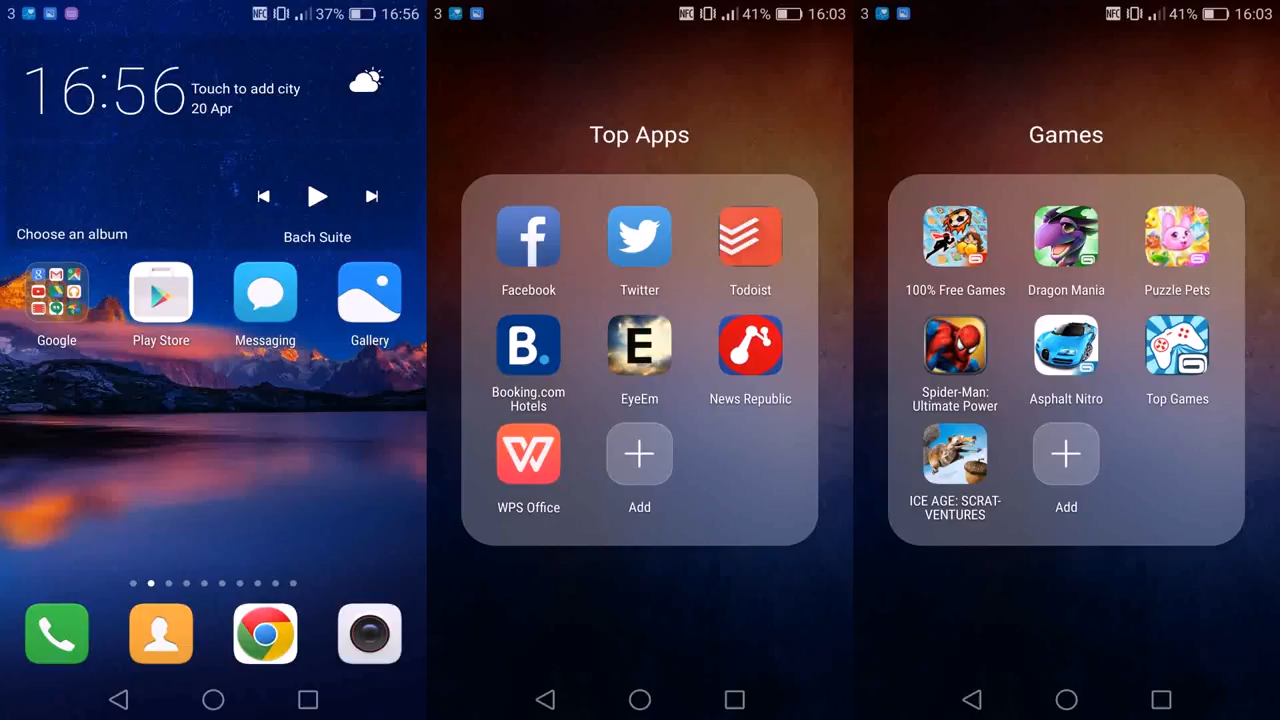 3 NFC 37% 16:56
16:56
Touch to add city
20 Apr
Choose an album
Bach Suite
Google
Play Store
Messaging
Gallery
3 NFC 41% 16:03
Top Apps
Facebook
Twitter
Todoist
B.
E
Booking.com
Hotels
EyeEm
News Republic
WPS Office
Add
3 NFC 41% 16:03
Games
100% Free Games
Dragon Mania
Puzzle Pets
Spider-Man:
Ultimate Power
Asphalt Nitro
Top Games
ICE AGE: SCRAT-
VENTURES
Add